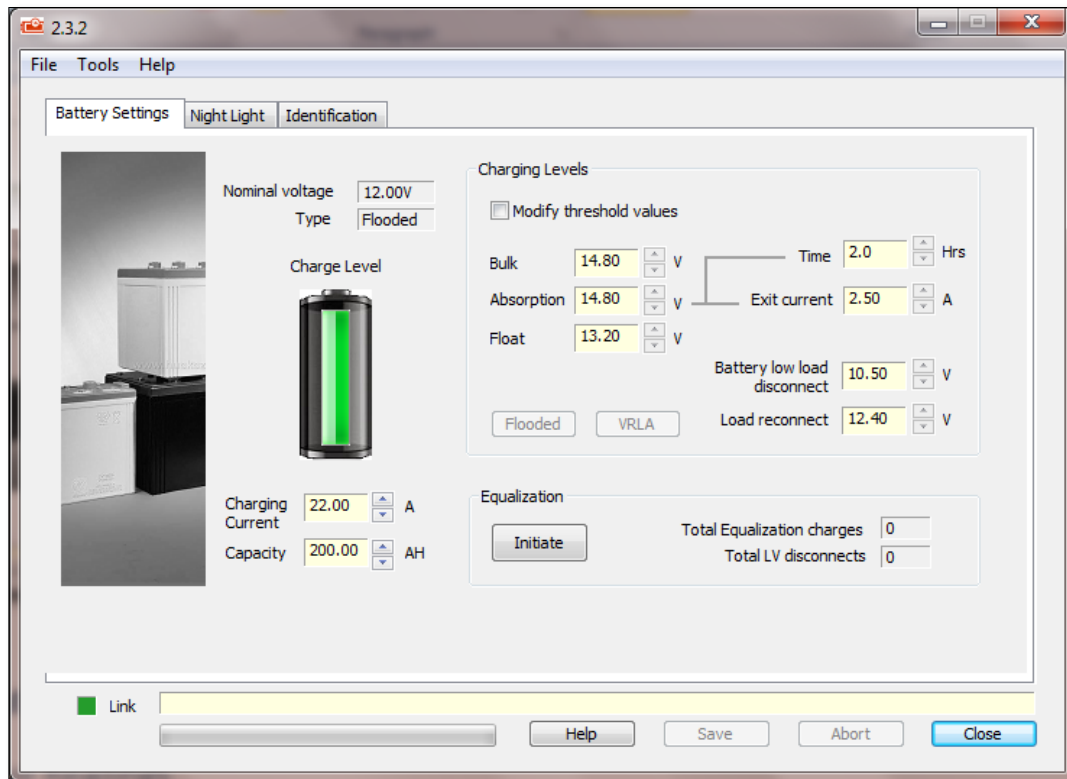 2.3.2
File Tools Help
Battery Settings Night Light Identification
Nominal voltage 12.00V
Type Flooded
Charge Level
Charging Current 22.00 A
Capacity 200.00 AH
Charging Levels
Modify threshold values
Bulk 14.80 V
Absorption 14.80 V
Float 13.20 V
Time 2.0 Hrs
Exit current 2.50 A
Battery low load disconnect 10.50 V
Load reconnect 12.40 V
Flooded VRLA
Equalization
Initiate
Total Equalization charges 0
Total LV disconnects 0
Link
Help Save Abort Close